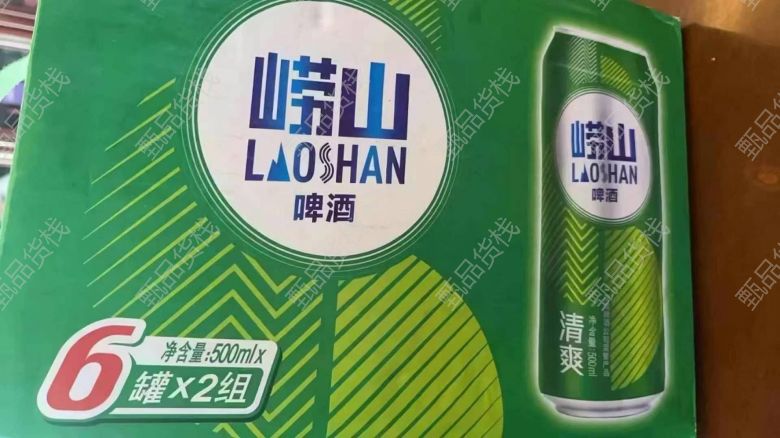 崂山
LAOSHAN
啤酒
6
净含量:500mlx
罐x2组
崂山
LAOSHAN
啤酒
清爽
净含量:500ml
甄品货栈